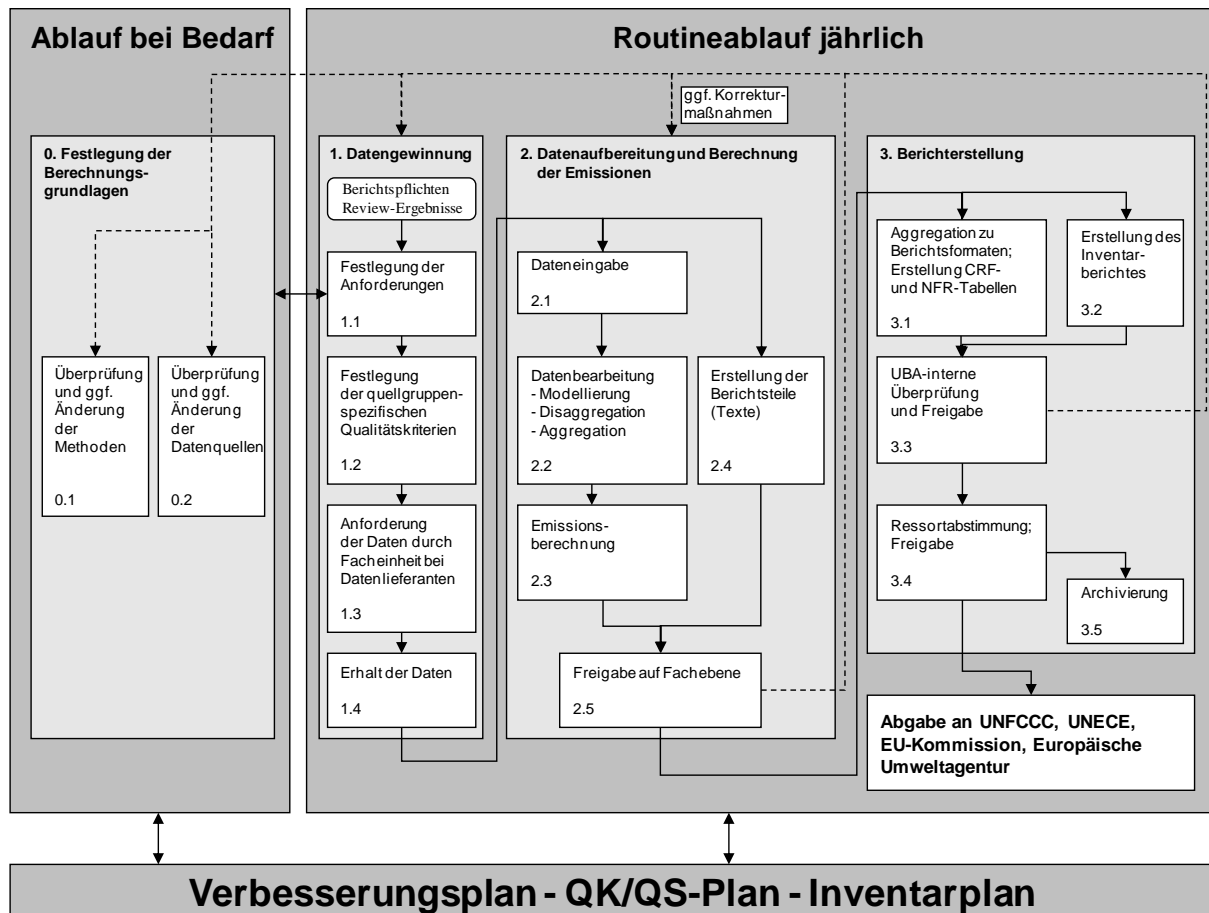 Ablauf bei Bedarf
Routineablauf jährlich
ggf. Korrektur-
maßnahmen
0. Festlegung der
Berechnungs-
grundlagen
Überprüfung
und ggf.
Änderung
der
Methoden
0.1
Überprüfung
und ggf.
Änderung
der
Datenquellen
0.2
1. Datengewinnung
Berichtspflichten
Review-Ergebnisse
Festlegung der
Anforderungen
1.1
Festlegung
der quellgruppen-
spezifischen
Qualitätskriterien
1.2
Anforderung
der Daten durch
Facheinheit bei
Datenlieferanten
1.3
Erhalt der Daten
1.4
2. Datenaufbereitung und Berechnung
der Emissionen
Dateneingabe
2.1
Datenbearbeitung
- Modellierung
- Disaggregation
- Aggregation
2.2
Emissions-
berechnung
2.3
Erstellung der
Berichtsteile
(Texte)
2.4
Freigabe auf Fachebene
2.5
3. Berichterstellung
Aggregation zu
Berichtsformaten;
Erstellung CRF-
und NFR-Tabellen
3.1
Erstellung des
Inventar-
berichtes
3.2
UBA-interne
Überprüfung
und Freigabe
3.3
Ressortabstimmung;
Freigabe
3.4
Archivierung
3.5
Abgabe an UNFCCC, UNECE,
EU-Kommission, Europäische
Umweltagentur
Verbesserungsplan - QK/QS-Plan - Inventarplan